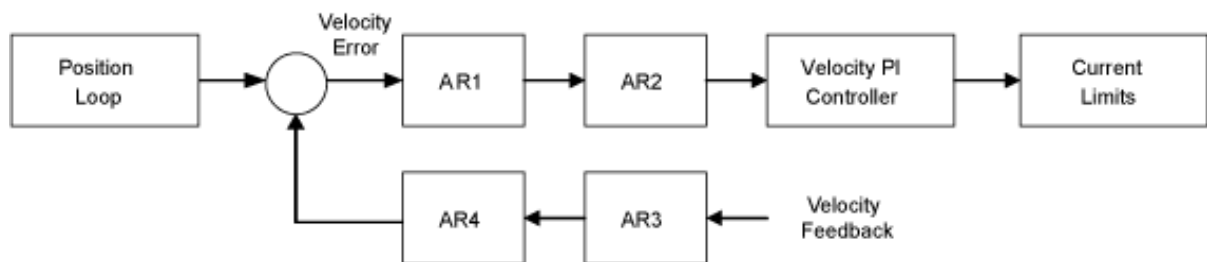 Velocity
Error
Position
Loop
AR1
AR2
Velocity PI
Controller
Current
Limits
AR4
AR3
Velocity
Feedback